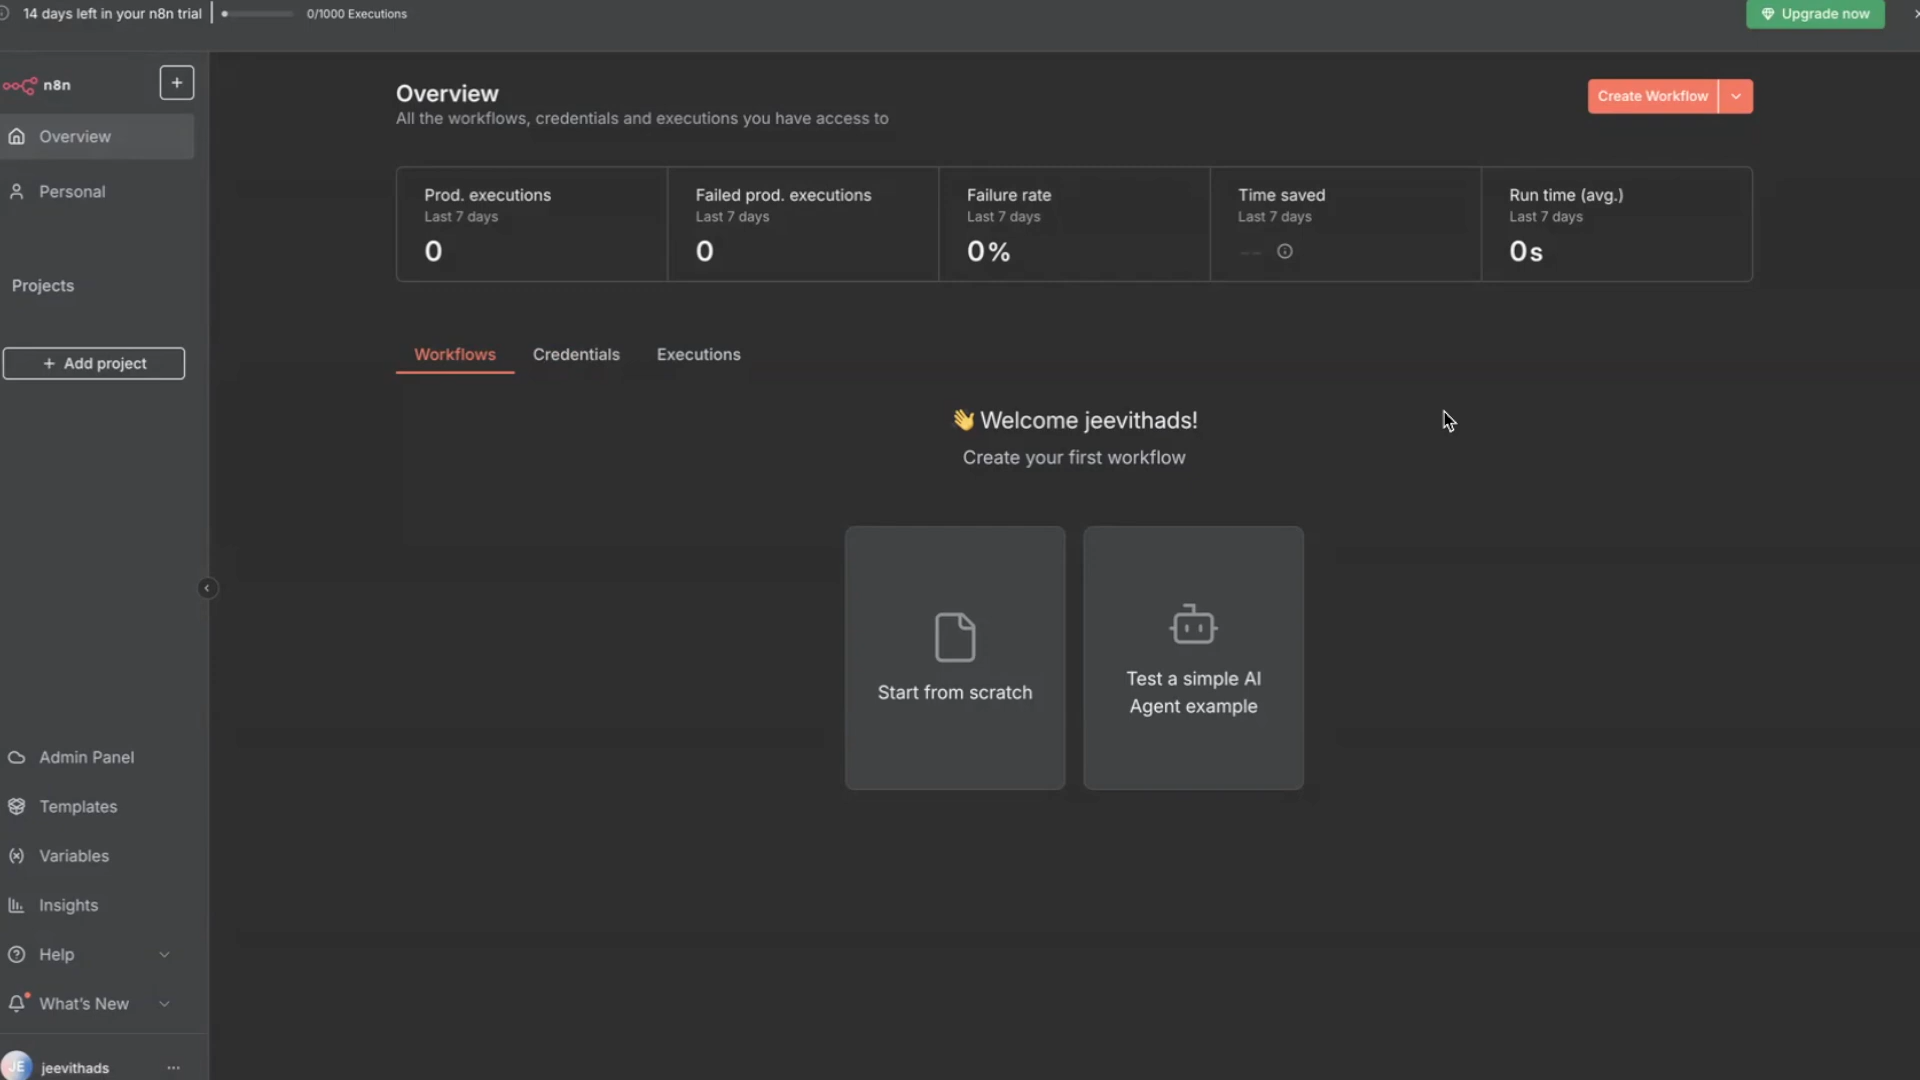 14 days left in your n8n trial
0/1000 Executions
Upgrade now
n8n
Overview
Personal
Projects
+ Add project
Admin Panel
Templates
Variables
Insights
Help
What's New
JE
jeevithads
Overview
All the workflows, credentials and executions you have access to
Create Workflow
Prod. executions
Last 7 days
0
Failed prod. executions
Last 7 days
0
Failure rate
Last 7 days
0%
Time saved
Last 7 days
--
Run time (avg.)
Last 7 days
0s
Workflows
Credentials
Executions
👋 Welcome jeevithads!
Create your first workflow
Start from scratch
Test a simple AI
Agent example